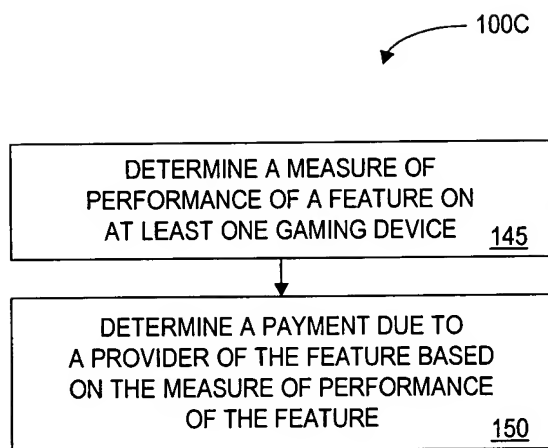 100C
DETERMINE A MEASURE OF
PERFORMANCE OF A FEATURE ON
AT LEAST ONE GAMING DEVICE 145
DETERMINE A PAYMENT DUE TO
A PROVIDER OF THE FEATURE BASED
ON THE MEASURE OF PERFORMANCE
OF THE FEATURE 150